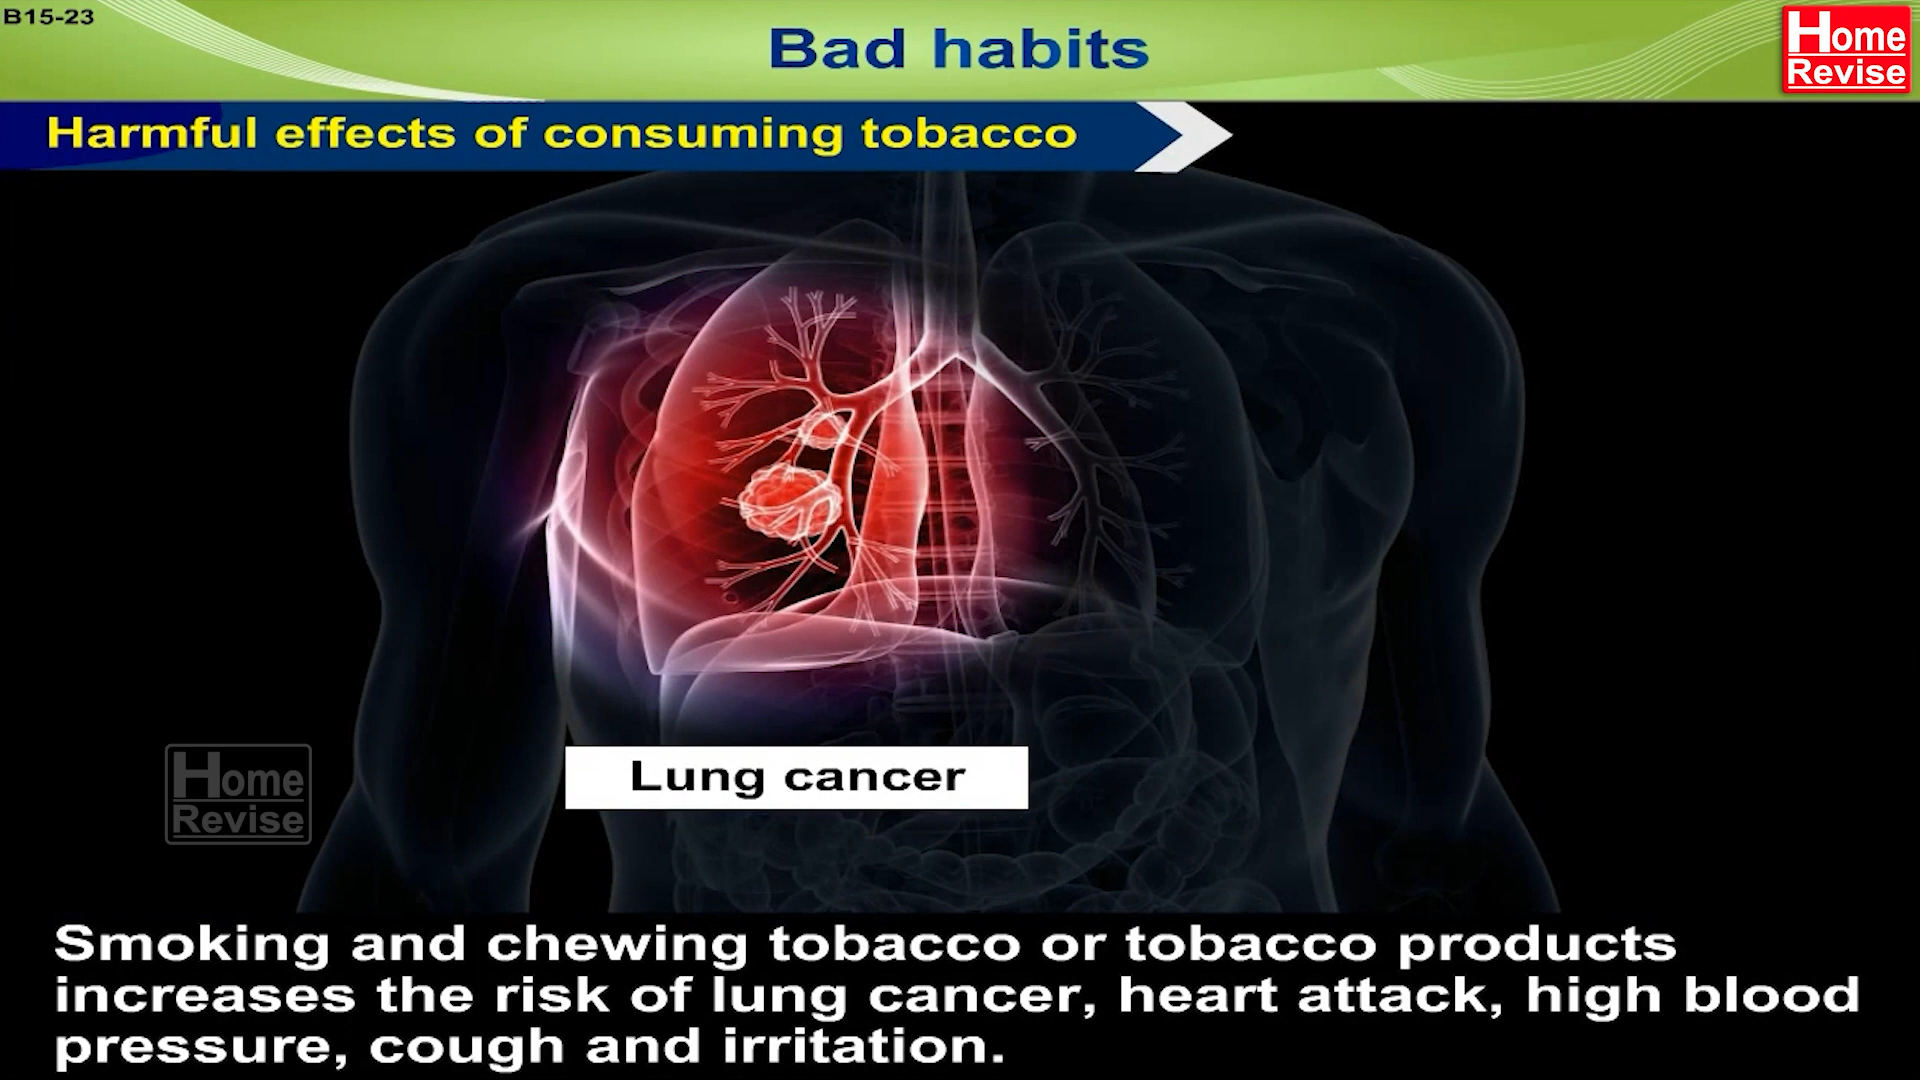 B15-23
Bad habits
Home
Revise
Harmful effects of consuming tobacco
Lung cancer
Home
Revise
Smoking and chewing tobacco or tobacco products
increases the risk of lung cancer, heart attack, high blood
pressure, cough and irritation.